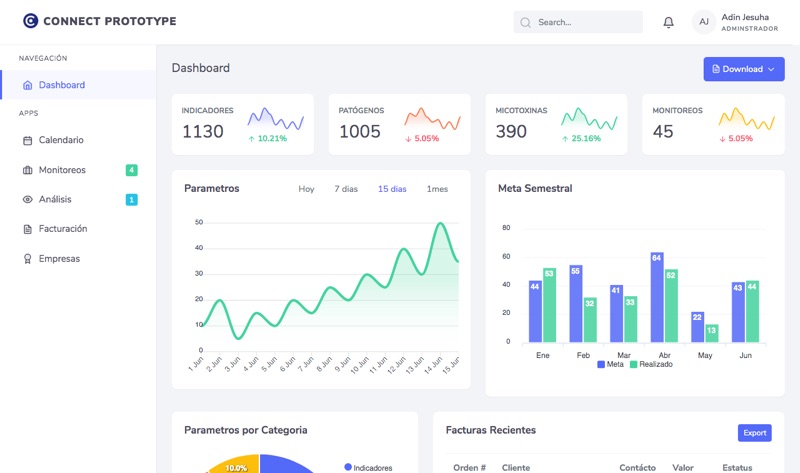 CONNECT PROTOTYPE
Search...
AJ
Adin Jesuha
ADMINSTRADOR
NAVEGACIÓN
Dashboard
APPS
Calendario
Monitoreos 4
Análisis 1
Facturación
Empresas
Dashboard
Download
INDICADORES
1130
10.21%
PATÓGENOS
1005
5.05%
MICOTOXINAS
390
25.16%
MONITOREOS
45
5.05%
Parametros
Hoy 7 dias 15 dias 1mes
50
40
30
20
10
0
1 Jun 2 Jun 3 Jun 4 Jun 5 Jun 6 Jun 7 Jun 8 Jun 9 Jun 10 Jun 11 Jun 12 Jun 13 Jun 14 Jun 15 Jun
Meta Semestral
80
60
40
20
0
44 53 55 32 41 33 64 52 22 13 43 44
Ene Feb Mar Abr May Jun
Meta Realizado
Parametros por Categoria
10.0%
Indicadores
Facturas Recientes
Export
Orden # Cliente Contácto Valor Estatus